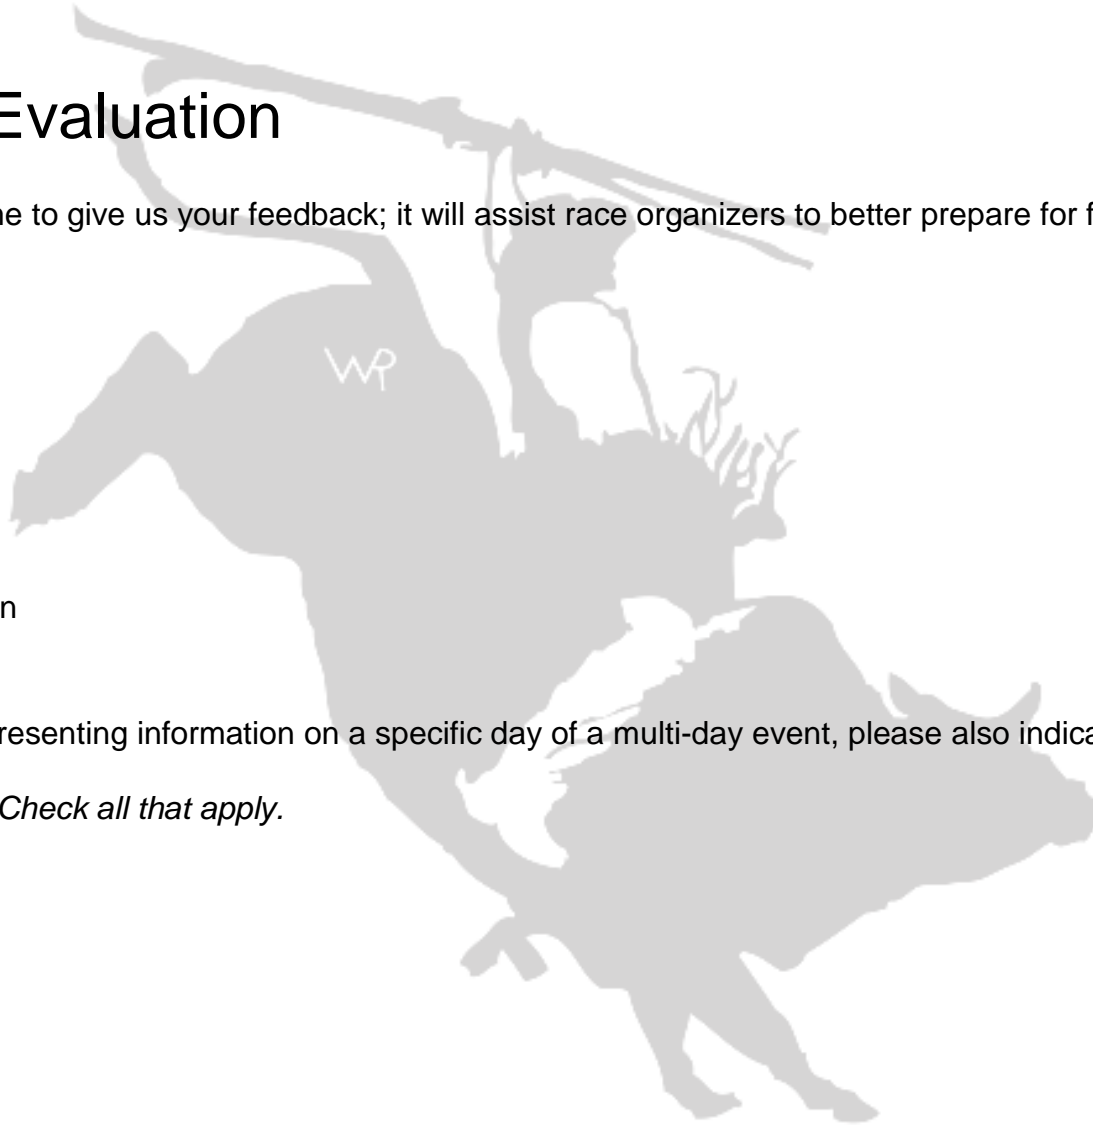 Evaluation
ne to give us your feedback; it will assist race organizers to better prepare for f
WP
n
resenting information on a specific day of a multi-day event, please also indica
Check all that apply.